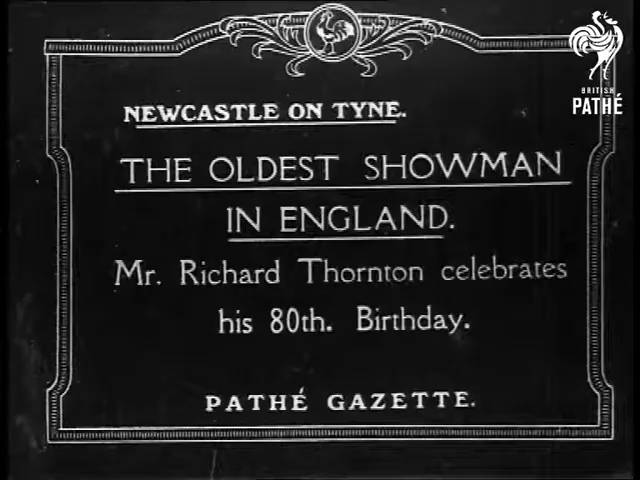 BRITISH
PATHÉ
NEWCASTLE ON TYNE.
THE OLDEST SHOWMAN
IN ENGLAND.
Mr. Richard Thornton celebrates
his 80th. Birthday.
PATHÉ GAZETTE.